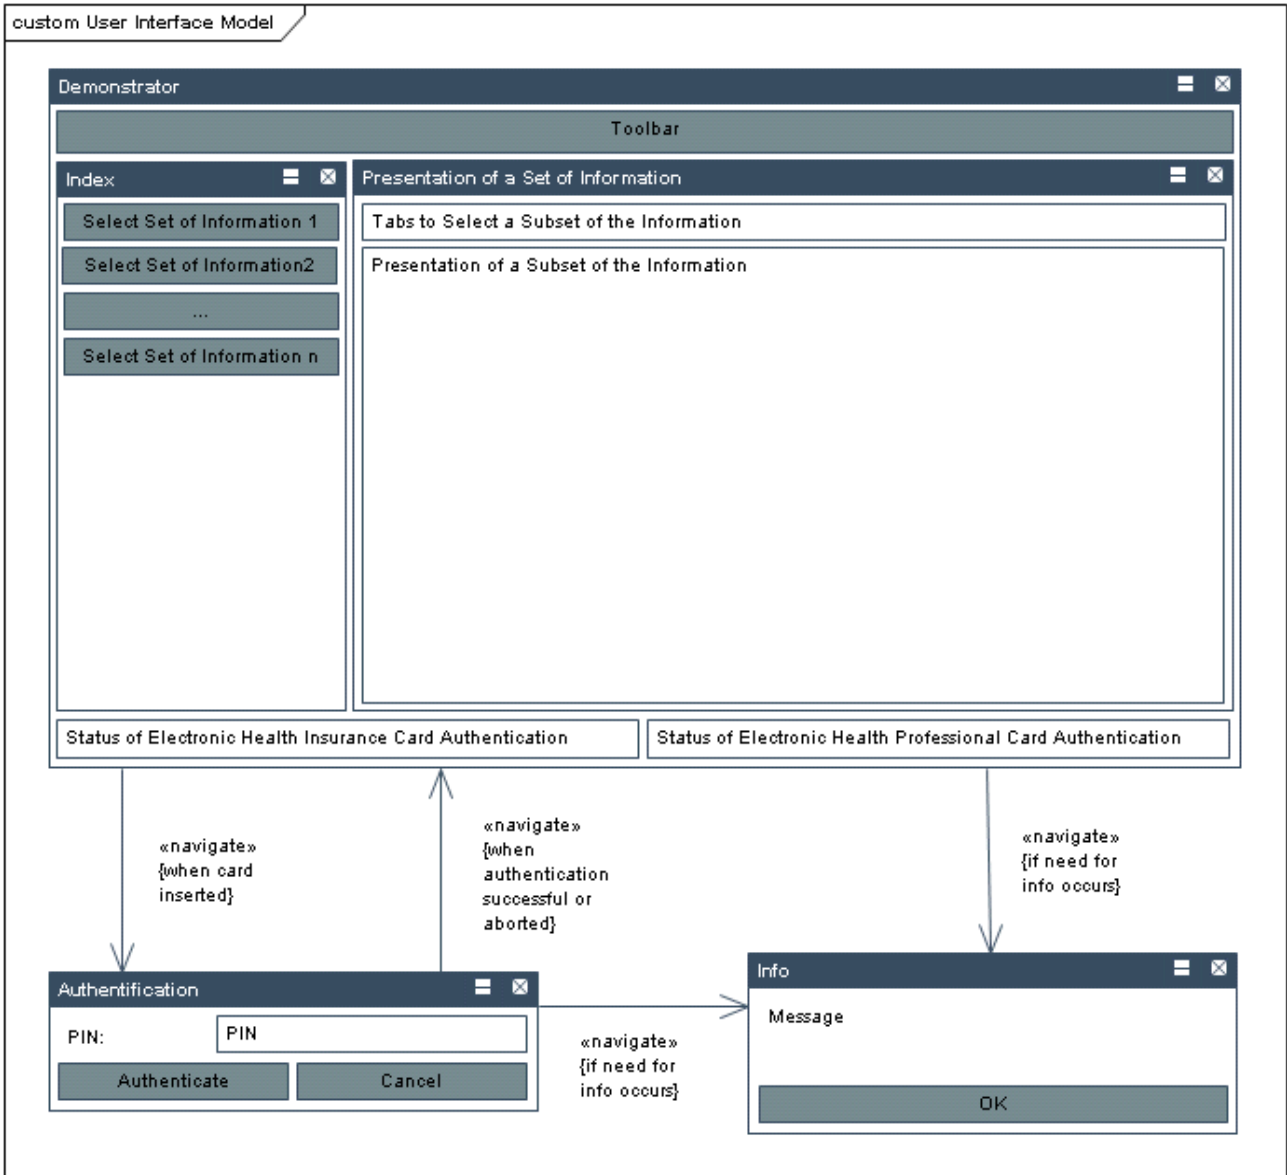 custom User Interface Model
Demonstrator
Toolbar
Index
Select Set of Information 1
Select Set of Information2
...
Select Set of Information n
Presentation of a Set of Information
Tabs to Select a Subset of the Information
Presentation of a Subset of the Information
Status of Electronic Health Insurance Card Authentication
Status of Electronic Health Professional Card Authentication
«navigate»
{when card
inserted}
«navigate»
{when
authentication
successful or
aborted}
«navigate»
{if need for
info occurs}
Authentification
PIN:
PIN
Authenticate
Cancel
«navigate»
{if need for
info occurs}
Info
Message
OK